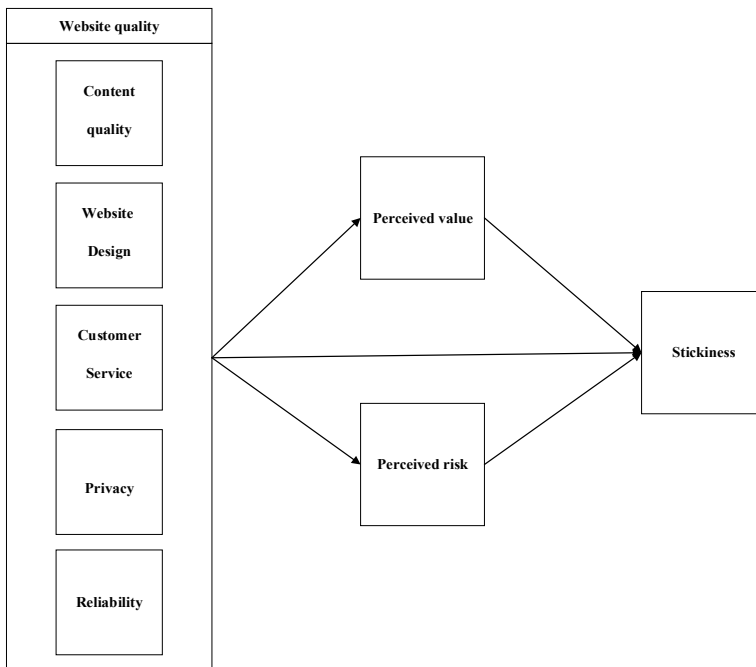 Website quality
Content
quality
Website
Design
Customer
Service
Privacy
Reliability
Perceived value
Perceived risk
Stickiness